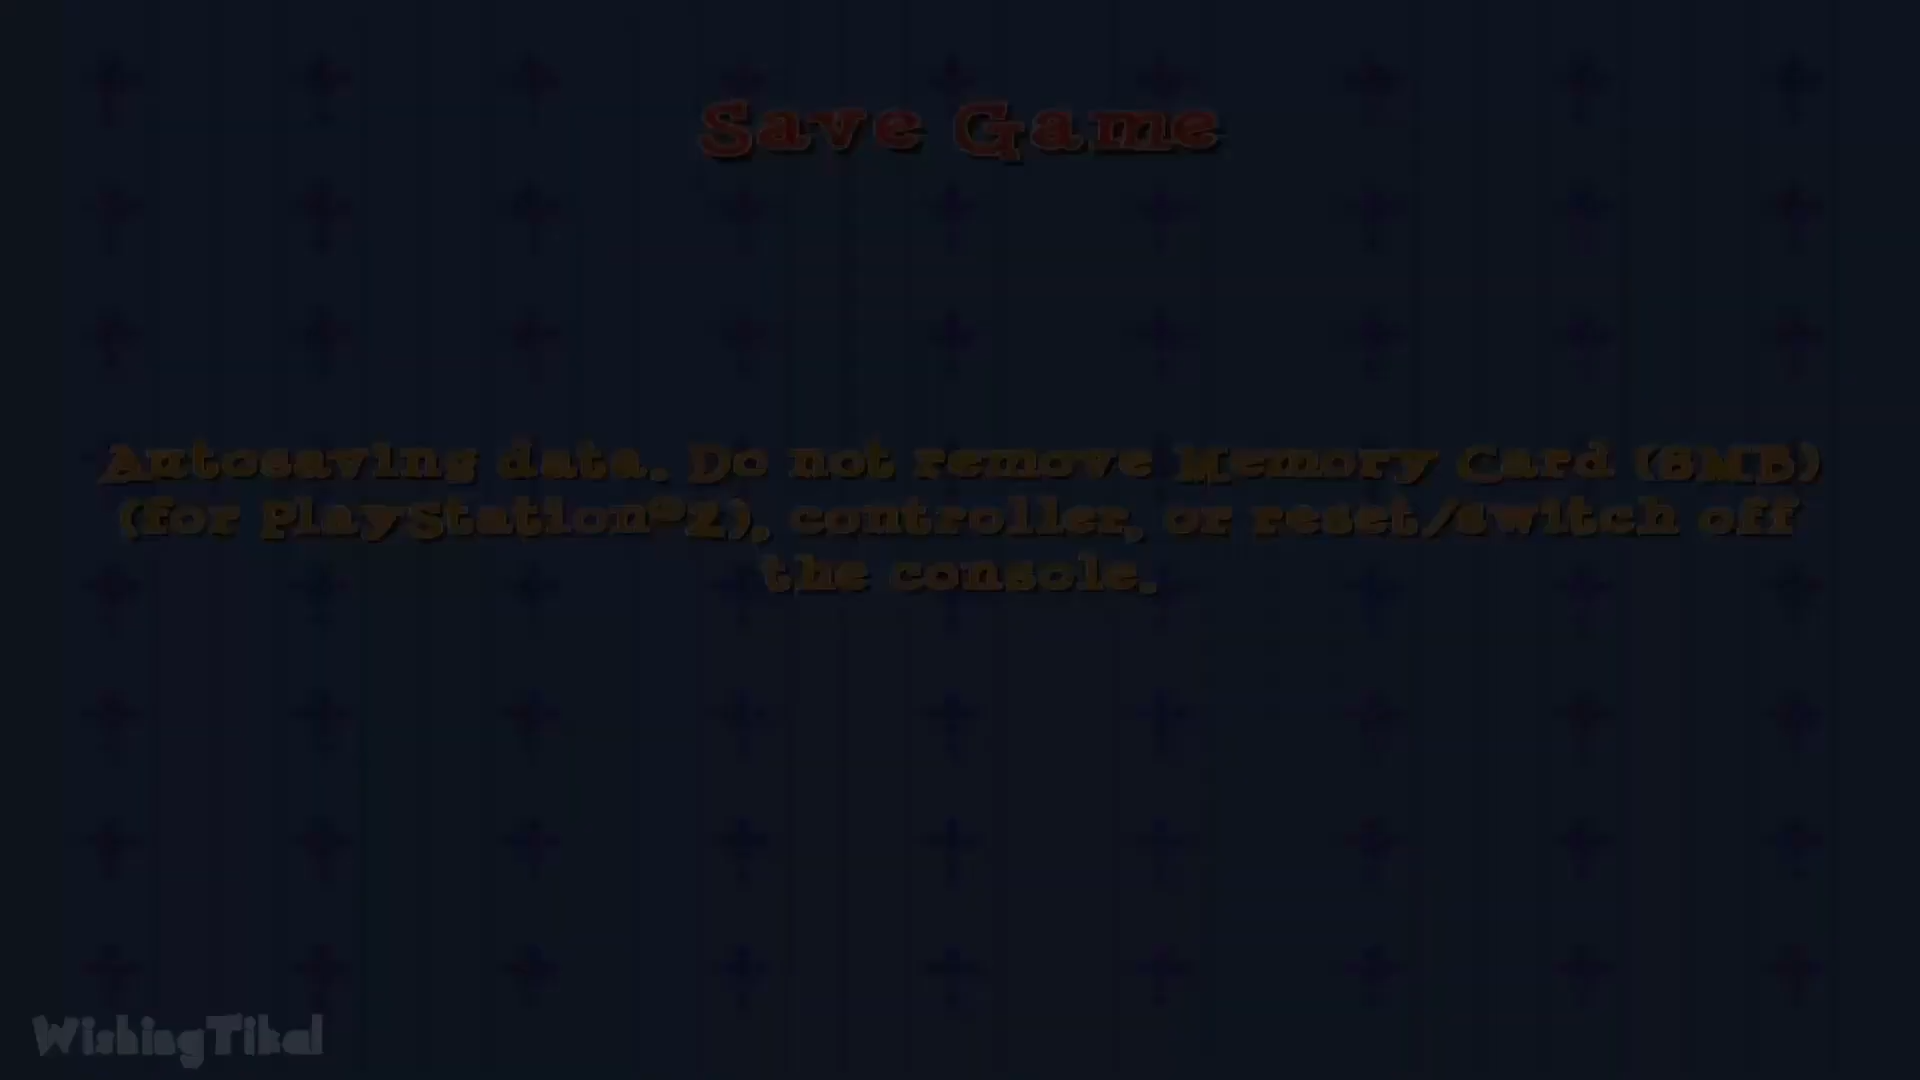 Save Game
Autosaving data. Do not remove Memory Card (8MB)
(for PlayStation®2), controller, or reset/switch off
the console.
WishingTikal